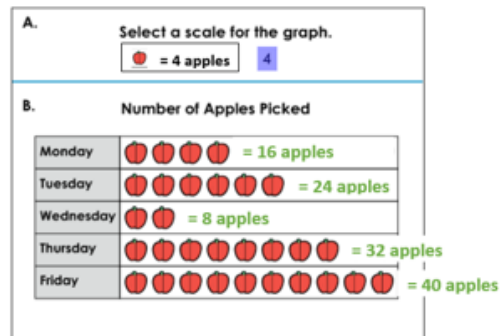 A.
Select a scale for the graph.
= 4 apples 4
B.
Number of Apples Picked
Monday = 16 apples
Tuesday = 24 apples
Wednesday = 8 apples
Thursday = 32 apples
Friday = 40 apples